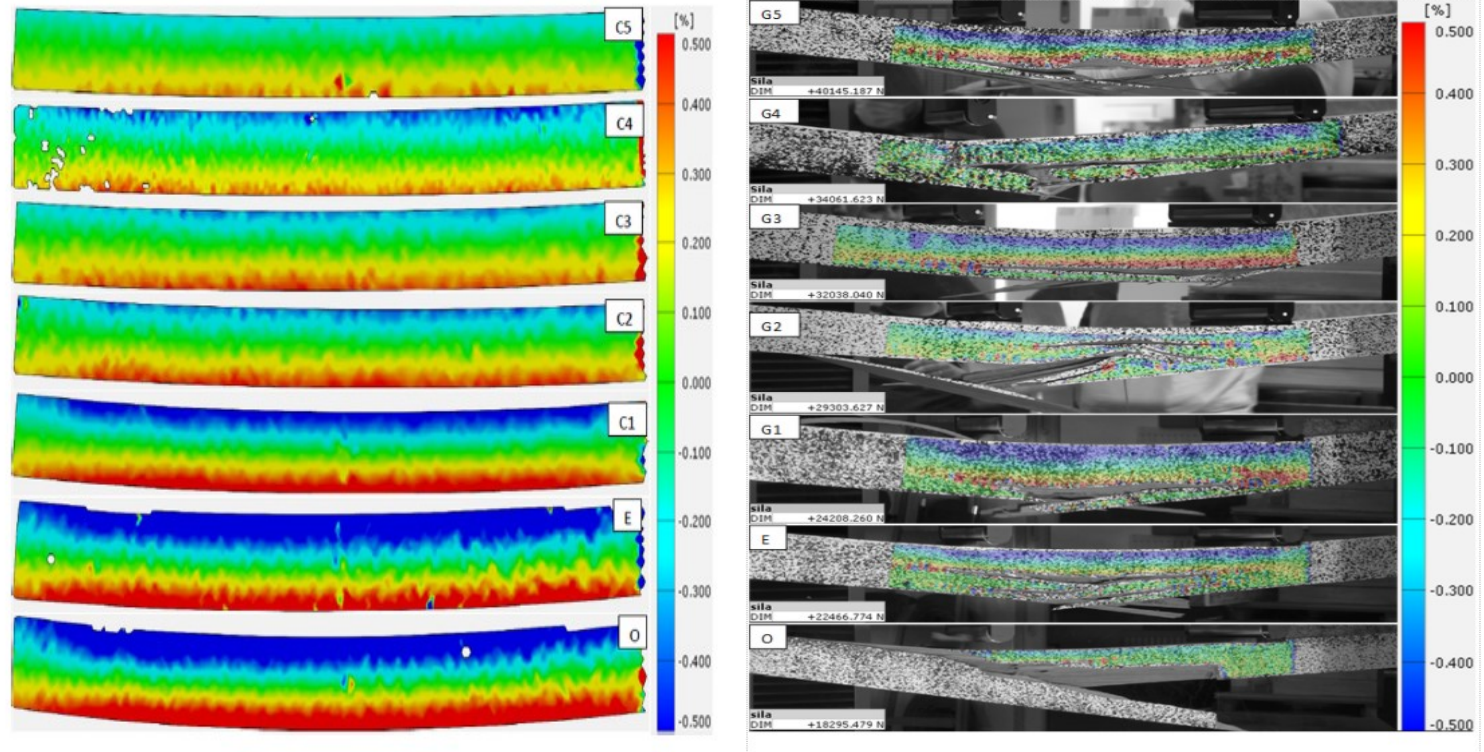 [%]
C5
0.500
0.400
C4
0.300
C3
0.200
0.100
C2
0.000
-0.100
C1
-0.200
E
-0.300
-0.400
O
-0.500
[%]
G5
0.500
Sila
DIM +40145.187 N
0.400
G4
0.300
Sila
DIM +34061.623 N
G3
0.200
Sila
DIM +32038.040 N
0.100
G2
0.000
Sila
DIM +29303.627 N
G1
-0.100
-0.200
sila
DIM +24208.260 N
E
-0.300
sila
DIM +22466.774 N
O
-0.400
sila
DIM +18295.479 N
-0.500